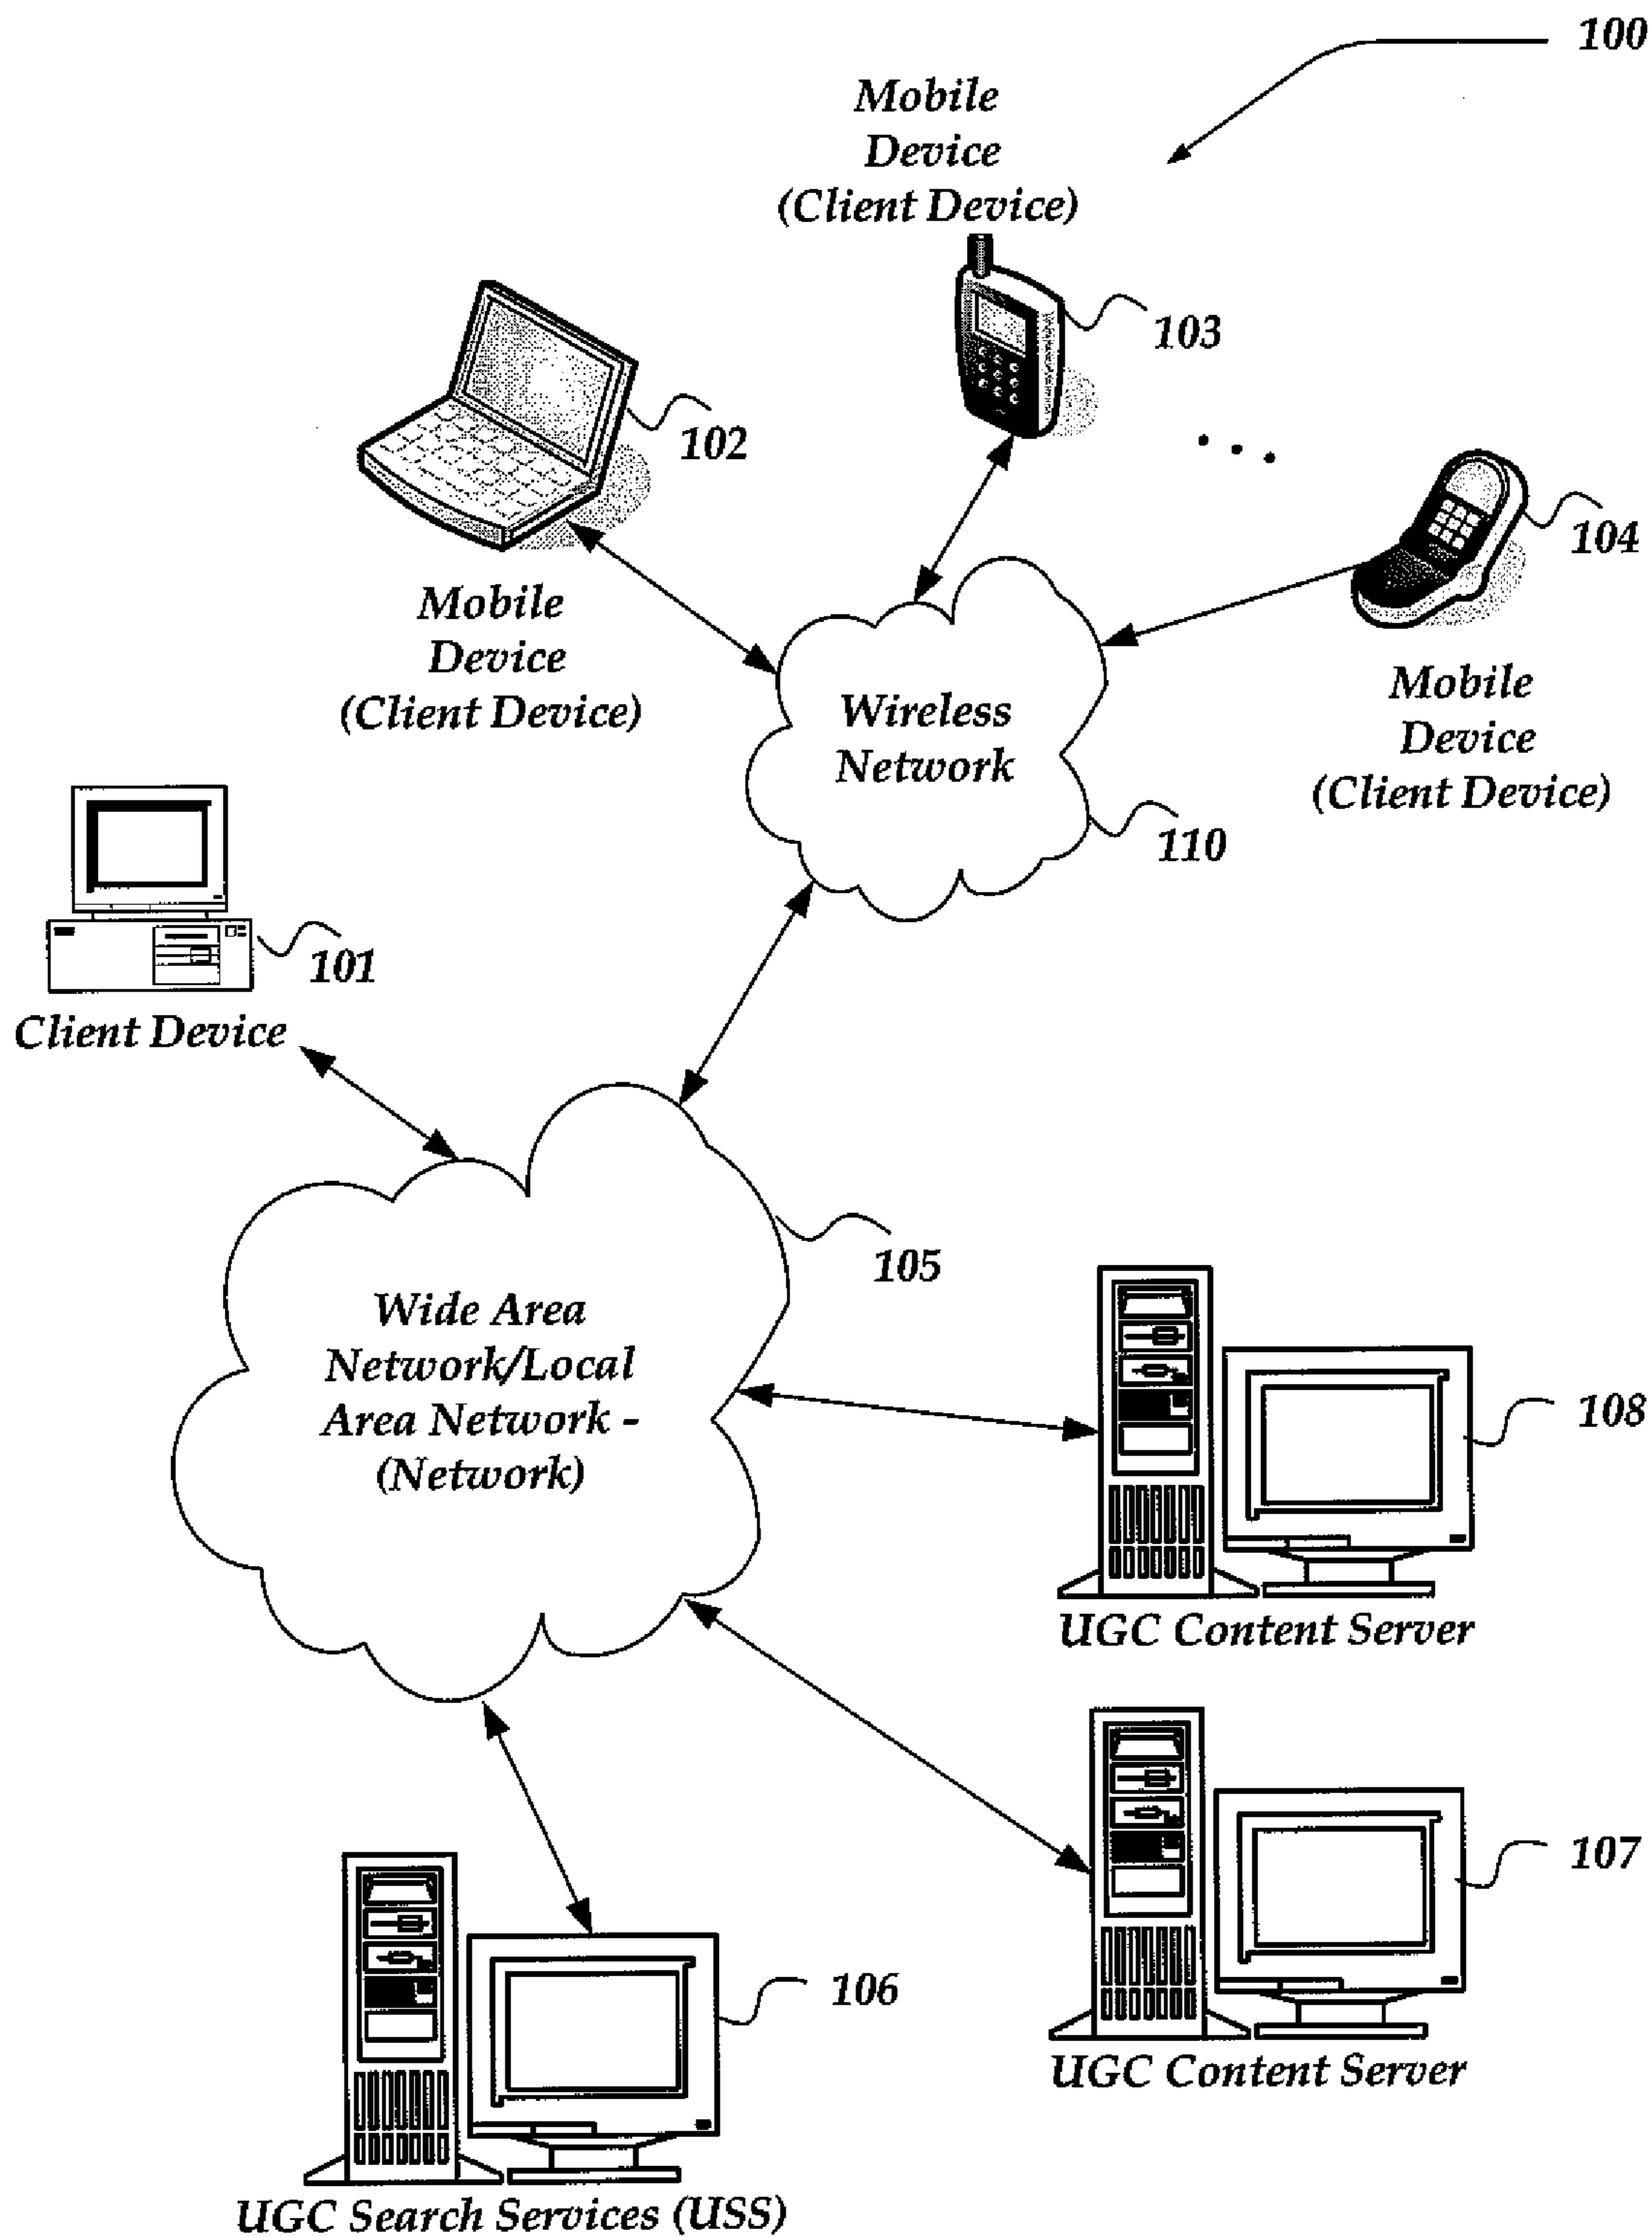 100
Mobile
Device
(Client Device)
103
102
104
Mobile
Device
(Client Device)
Wireless
Network
Mobile
Device
(Client Device)
110
101
Client Device
105
Wide Area
Network/Local
Area Network -
(Network)
108
UGC Content Server
107
106
UGC Content Server
UGC Search Services (USS)